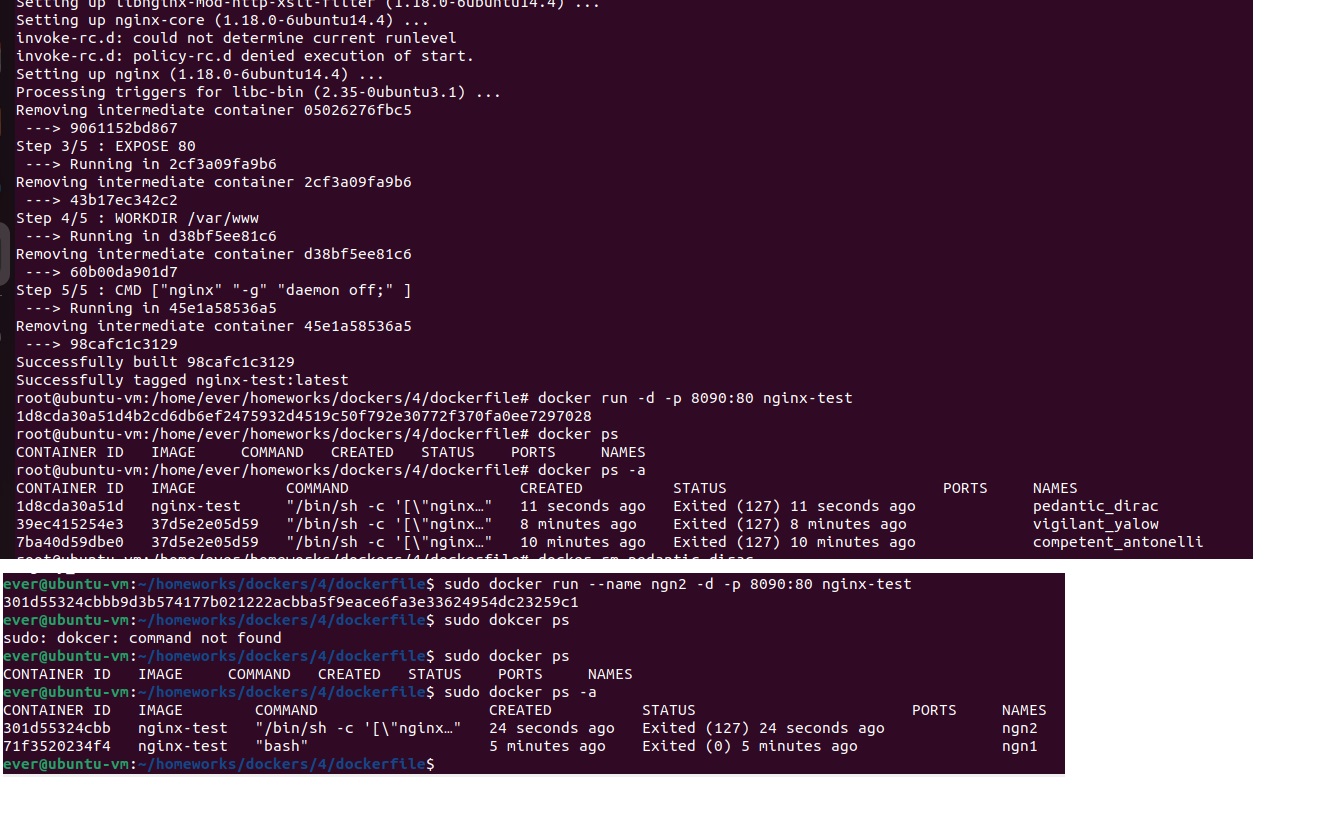 Setting up libnginx-mod-http-xslt-filter (1.18.0-6ubuntu14.4) ...
Setting up nginx-core (1.18.0-6ubuntu14.4) ...
invoke-rc.d: could not determine current runlevel
invoke-rc.d: policy-rc.d denied execution of start.
Setting up nginx (1.18.0-6ubuntu14.4) ...
Processing triggers for libc-bin (2.35-0ubuntu3.1) ...
Removing intermediate container 05026276fbc5
 ---> 9061152bd867
Step 3/5 : EXPOSE 80
 ---> Running in 2cf3a09fa9b6
Removing intermediate container 2cf3a09fa9b6
 ---> 43b17ec342c2
Step 4/5 : WORKDIR /var/www
 ---> Running in d38bf5ee81c6
Removing intermediate container d38bf5ee81c6
 ---> 60b00da901d7
Step 5/5 : CMD ["nginx" "-g" "daemon off;" ]
 ---> Running in 45e1a58536a5
Removing intermediate container 45e1a58536a5
 ---> 98cafc1c3129
Successfully built 98cafc1c3129
Successfully tagged nginx-test:latest
root@ubuntu-vm:/home/ever/homeworks/dockers/4/dockerfile# docker run -d -p 8090:80 nginx-test
1d8cda30a51d4b2cd6db6ef2475932d4519c50f792e30772f370fa0ee7297028
root@ubuntu-vm:/home/ever/homeworks/dockers/4/dockerfile# docker ps
CONTAINER ID   IMAGE     COMMAND   CREATED   STATUS    PORTS     NAMES
root@ubuntu-vm:/home/ever/homeworks/dockers/4/dockerfile# docker ps -a
CONTAINER ID   IMAGE          COMMAND                   CREATED          STATUS                        PORTS     NAMES
1d8cda30a51d   nginx-test     "/bin/sh -c '[\"nginx…"   11 seconds ago   Exited (127) 11 seconds ago             pedantic_dirac
39ec415254e3   37d5e2e05d59   "/bin/sh -c '[\"nginx…"   8 minutes ago    Exited (127) 8 minutes ago              vigilant_yalow
7ba40d59dbe0   37d5e2e05d59   "/bin/sh -c '[\"nginx…"   10 minutes ago   Exited (127) 10 minutes ago             competent_antonelli
root@ubuntu-vm:/home/ever/homeworks/dockers/4/dockerfile# docker rm pedantic_dirac
ever@ubuntu-vm:~/homeworks/dockers/4/dockerfile$ sudo docker run --name ngn2 -d -p 8090:80 nginx-test
301d55324cbbb9d3b574177b021222acbba5f9eace6fa3e33624954dc23259c1
ever@ubuntu-vm:~/homeworks/dockers/4/dockerfile$ sudo dokcer ps
sudo: dokcer: command not found
ever@ubuntu-vm:~/homeworks/dockers/4/dockerfile$ sudo docker ps
CONTAINER ID   IMAGE     COMMAND   CREATED   STATUS    PORTS     NAMES
ever@ubuntu-vm:~/homeworks/dockers/4/dockerfile$ sudo docker ps -a
CONTAINER ID   IMAGE        COMMAND                   CREATED          STATUS                        PORTS     NAMES
301d55324cbb   nginx-test   "/bin/sh -c '[\"nginx…"   24 seconds ago   Exited (127) 24 seconds ago             ngn2
71f3520234f4   nginx-test   "bash"                    5 minutes ago    Exited (0) 5 minutes ago                ngn1
ever@ubuntu-vm:~/homeworks/dockers/4/dockerfile$